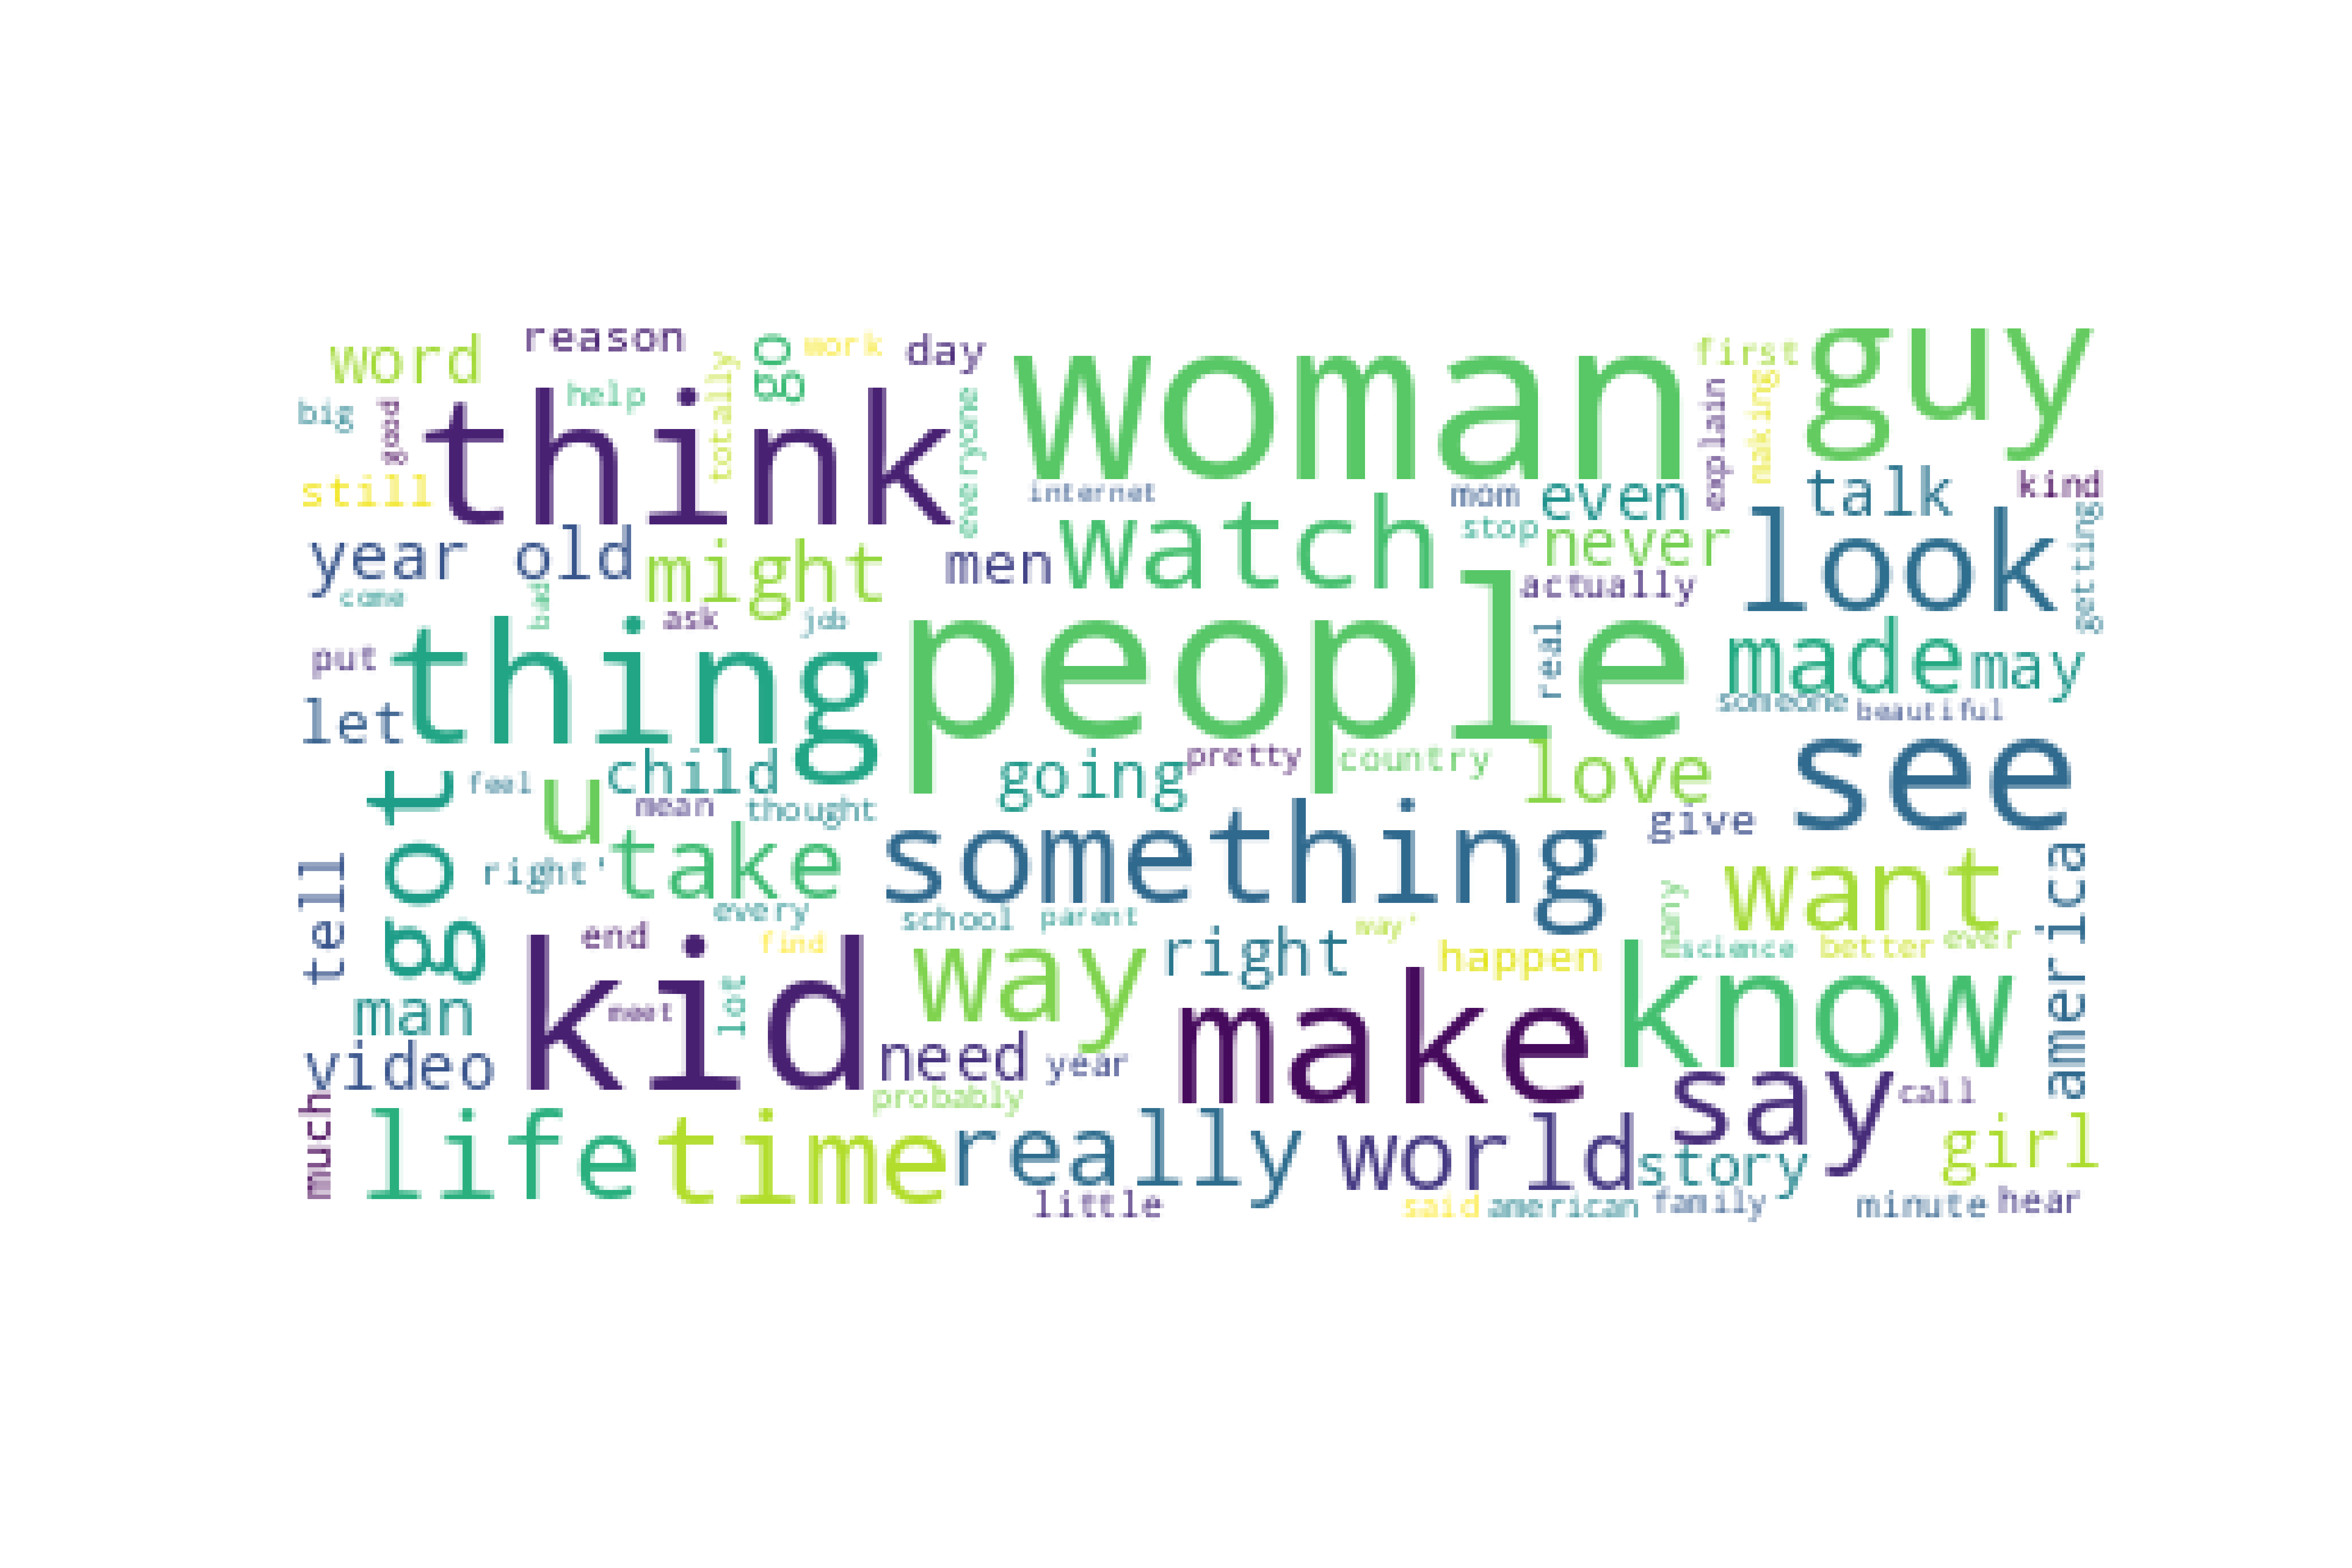 word
reason
go
work
day
woman
first
guy
big
good
help
totally
think
everyone
explain
making
still
internet
mom
even
talk
kind
year old
might
men
watch
stop
never
look
getting
come
bad
ask
job
actually
put
thing
people
real
made
may
let
someone
beautiful
got
feel
child
going
pretty
country
love
see
u
mean
thought
give
tell
right'
take
something
want
america
every
school
parent
many
end
find
way
right
may'
happen
science
better
ever
man
kid
meet
lot
make
know
video
need
year
say
call
much
life
time
probably
really
world
story
girl
little
said
american
family
minute
hear